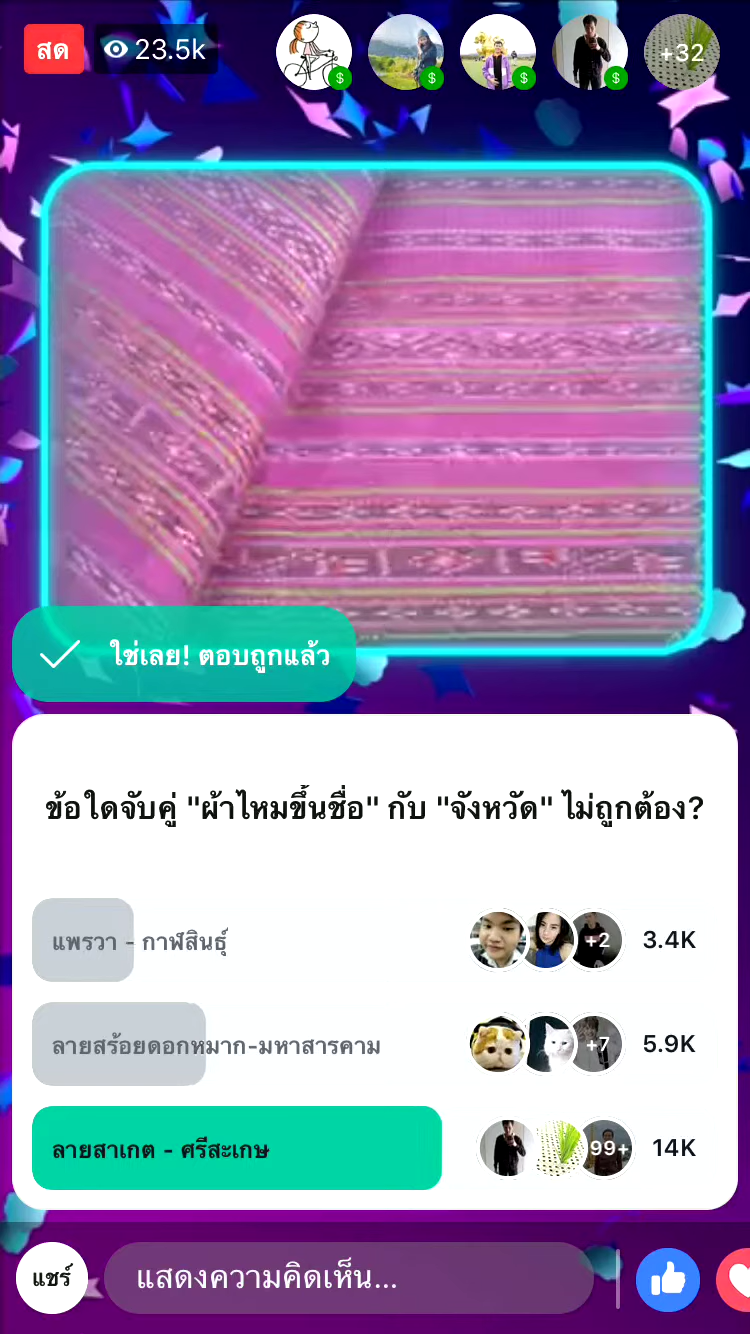 สด
23.5k
+32
ใช่เลย! ตอบถูกแล้ว
ข้อใดจับคู่ "ผ้าไหมขึ้นชื่อ" กับ "จังหวัด" ไม่ถูกต้อง?
แพรวา - กาฬสินธุ์
+2
3.4K
ลายสร้อยดอกหมาก-มหาสารคาม
+7
5.9K
ลายสาเกต - ศรีสะเกษ
99+
14K
แชร์
แสดงความคิดเห็น...